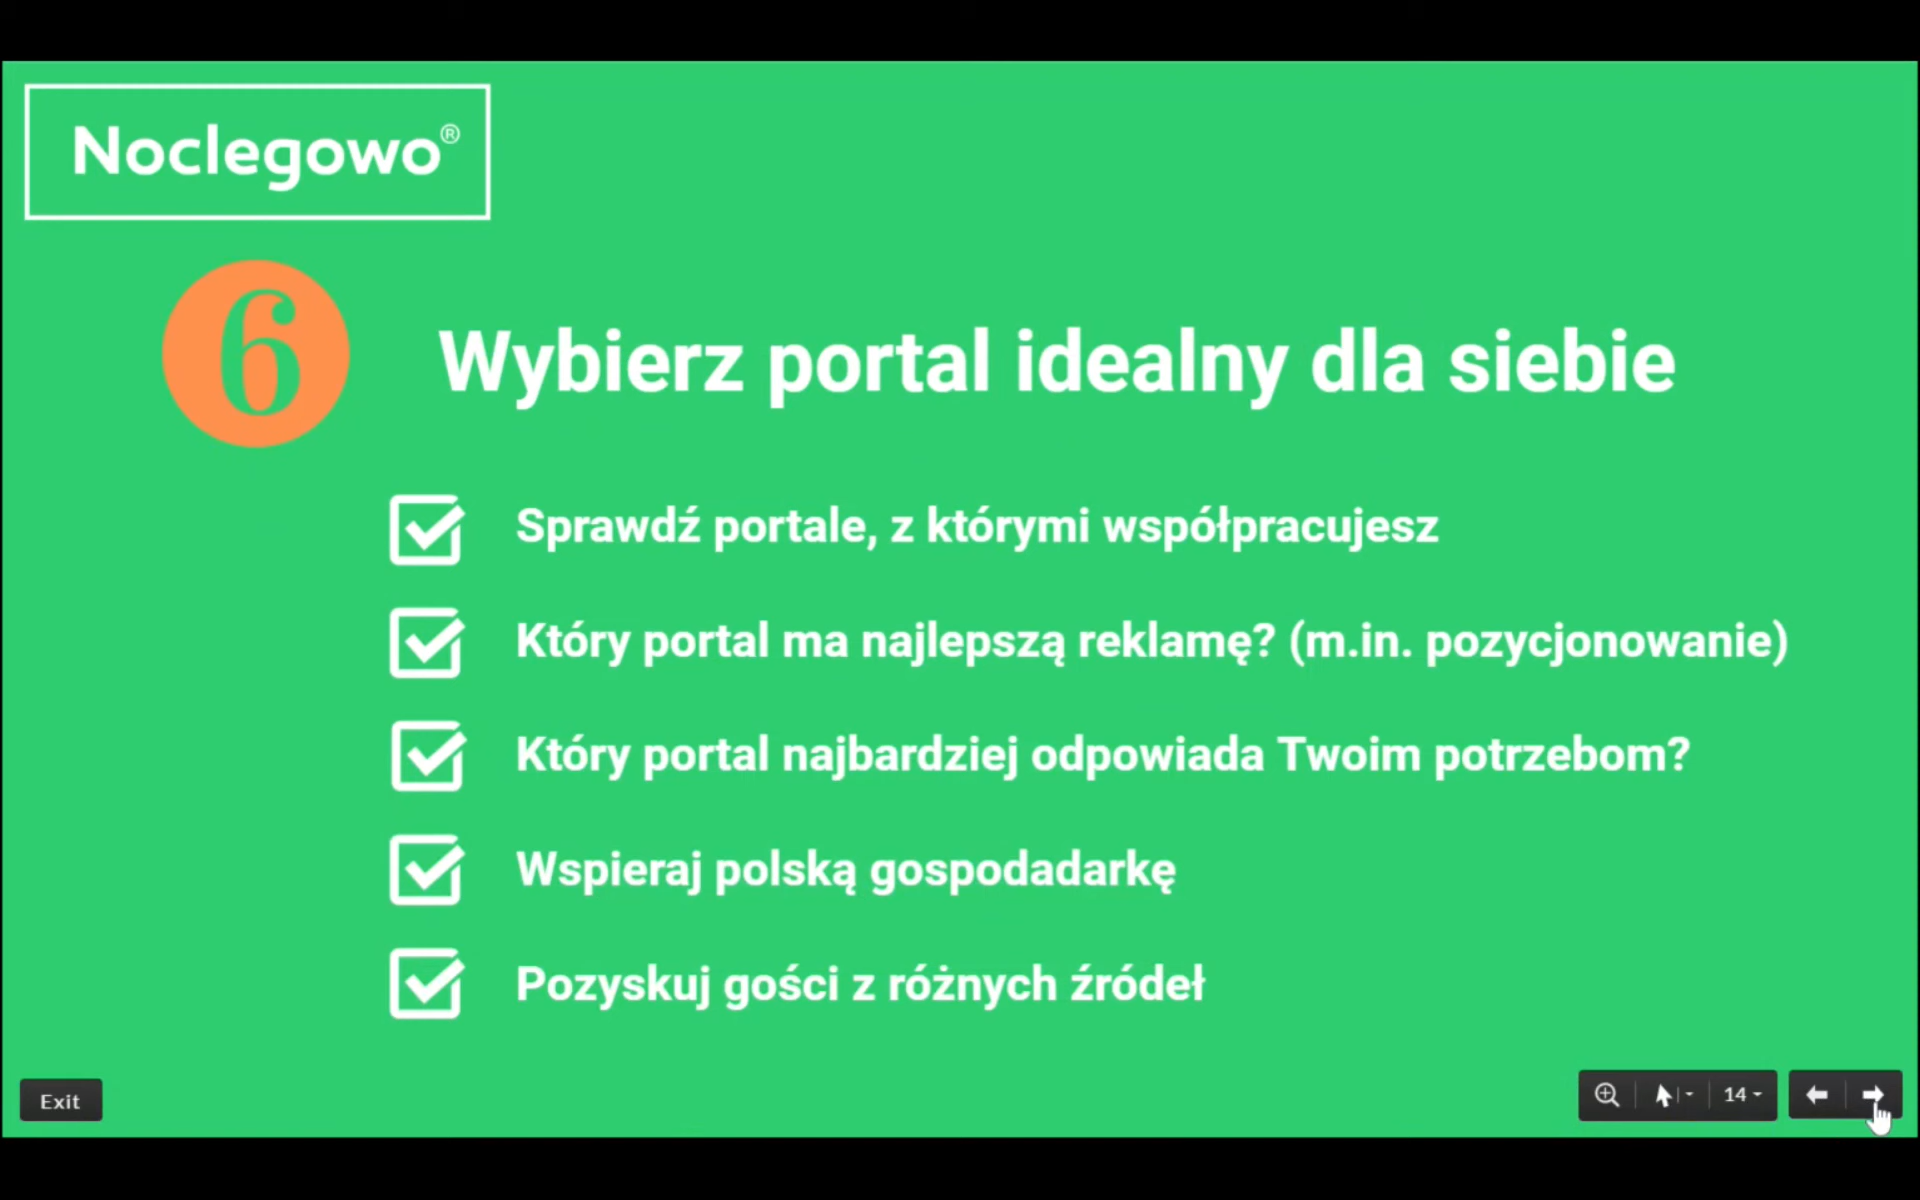 Noclegowo®
6
Wybierz portal idealny dla siebie
Sprawdź portale, z którymi współpracujesz
Który portal ma najlepszą reklamę? (m.in. pozycjonowanie)
Który portal najbardziej odpowiada Twoim potrzebom?
Wspieraj polską gospodadarkę
Pozyskuj gości z różnych źródeł
Exit
14